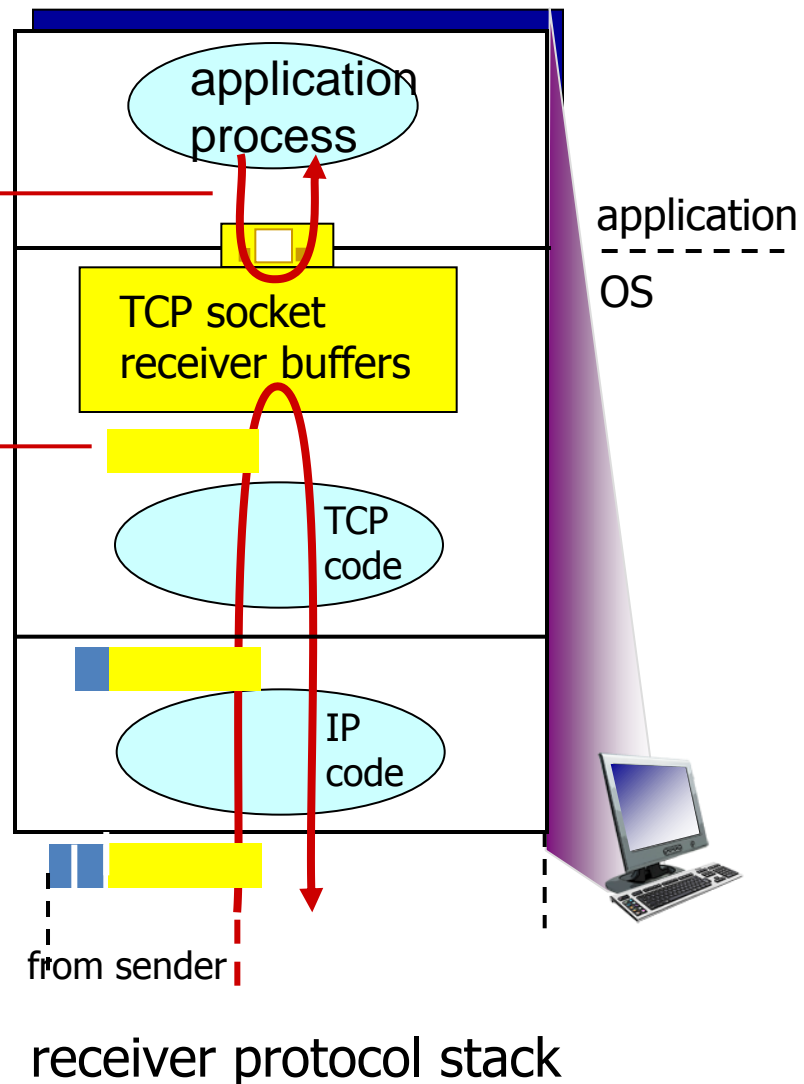 application
process
application
OS
TCP socket
receiver buffers
TCP
code
IP
code
from sender
receiver protocol stack